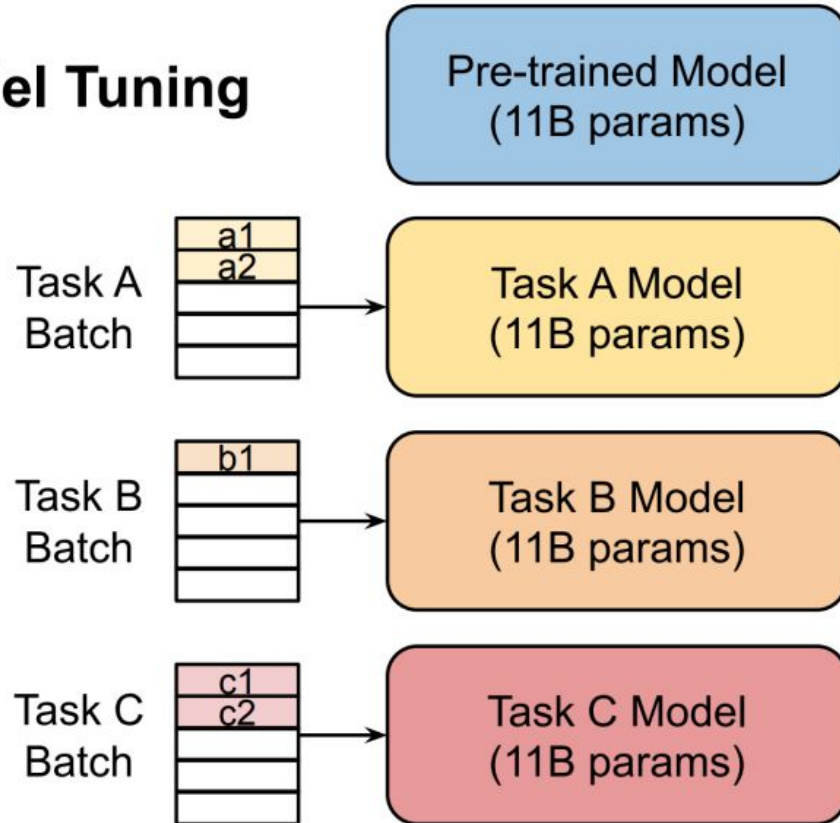 el Tuning
Pre-trained Model
(11B params)
a1
a2
Task A
Batch
Task A Model
(11B params)
b1
Task B
Batch
Task B Model
(11B params)
c1
c2
Task C
Batch
Task C Model
(11B params)